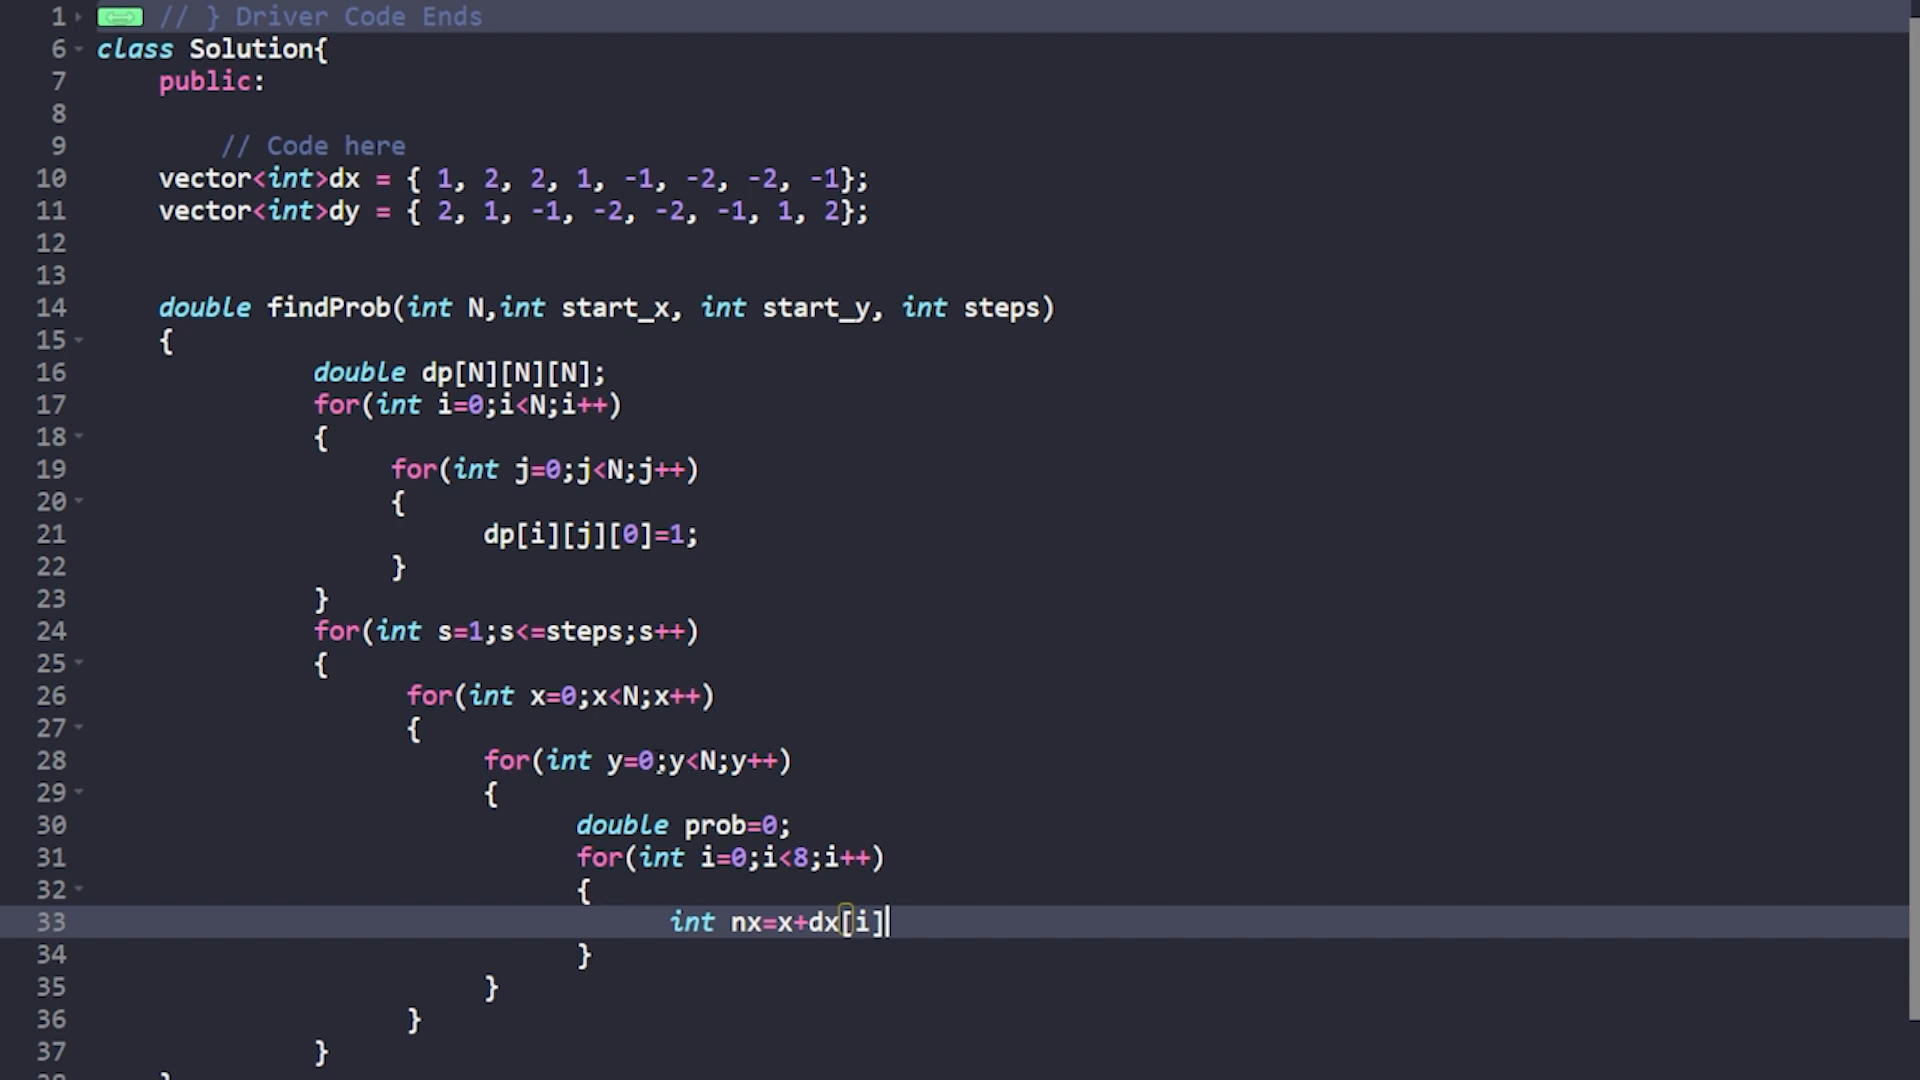 1 // } Driver Code Ends
6 class Solution{
7 public:
8
9 // Code here
10 vector<int>dx = { 1, 2, 2, 1, -1, -2, -2, -1};
11 vector<int>dy = { 2, 1, -1, -2, -2, -1, 1, 2};
12
13
14 double findProb(int N,int start_x, int start_y, int steps)
15 {
16 double dp[N][N][N];
17 for(int i=0;i<N;i++)
18 {
19 for(int j=0;j<N;j++)
20 {
21 dp[i][j][0]=1;
22 }
23 }
24 for(int s=1;s<=steps;s++)
25 {
26 for(int x=0;x<N;x++)
27 {
28 for(int y=0;y<N;y++)
29 {
30 double prob=0;
31 for(int i=0;i<8;i++)
32 {
33 int nx=x+dx[i]
34 }
35 }
36 }
37 }